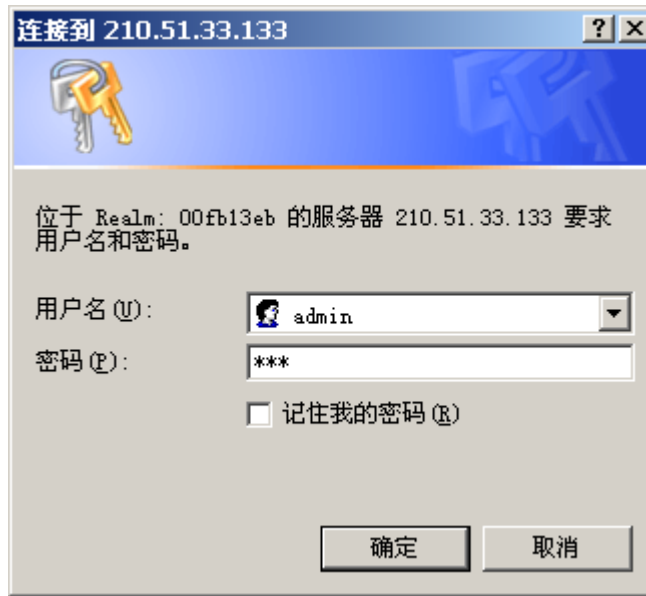 连接到 210.51.33.133
位于 Realm: 00fb13eb 的服务器 210.51.33.133 要求
用户名和密码。
用户名(U):
admin
密码(P):
***
记住我的密码(R)
确定
取消